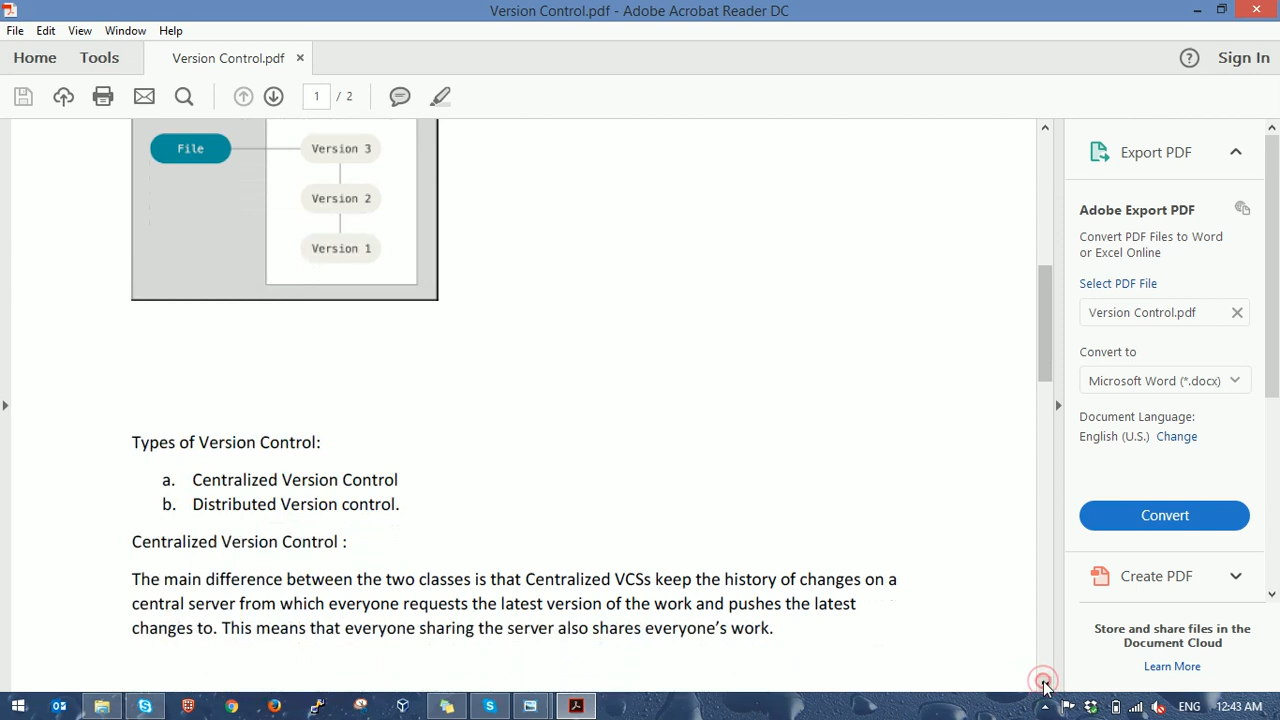 Version Control.pdf - Adobe Acrobat Reader DC
File Edit View Window Help
Home Tools Version Control.pdf × Sign In
1 / 2
File
Version 3
Version 2
Version 1
Types of Version Control:
a. Centralized Version Control
b. Distributed Version control.
Centralized Version Control :
The main difference between the two classes is that Centralized VCSs keep the history of changes on a
central server from which everyone requests the latest version of the work and pushes the latest
changes to. This means that everyone sharing the server also shares everyone’s work.
Export PDF
Adobe Export PDF
Convert PDF Files to Word
or Excel Online
Select PDF File
Version Control.pdf
Convert to
Microsoft Word (*.docx)
Document Language:
English (U.S.) Change
Convert
Create PDF
Store and share files in the
Document Cloud
Learn More
ENG 12:43 AM